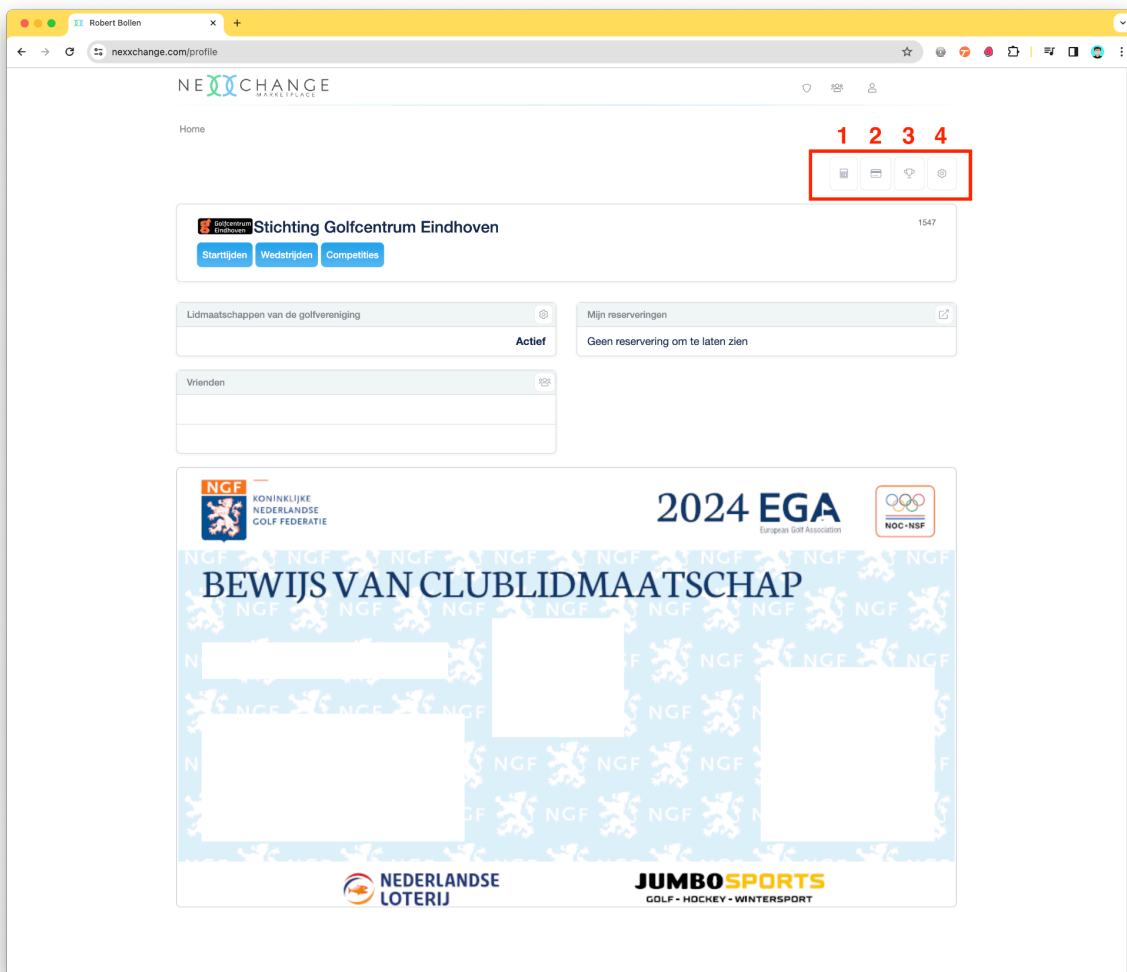 Robert Bollen
nexxchange.com/profile
NEXXCHANGE
MARKETPLACE
Home
1 2 3 4
Golfcentrum
Eindhoven
Stichting Golfcentrum Eindhoven
1547
Starttijden Wedstrijden Competities
Lidmaatschappen van de golfvereniging
Actief
Mijn reserveringen
Geen reservering om te laten zien
Vrienden
NGF
KONINKLIJKE
NEDERLANDSE
GOLF FEDERATIE
2024 EGA
European Golf Association
NOC*NSF
BEWIJS VAN CLUBLIDMAATSCHAP
NEDERLANDSE
LOTERIJ
JUMBOSPORTS
GOLF - HOCKEY - WINTERSPORT